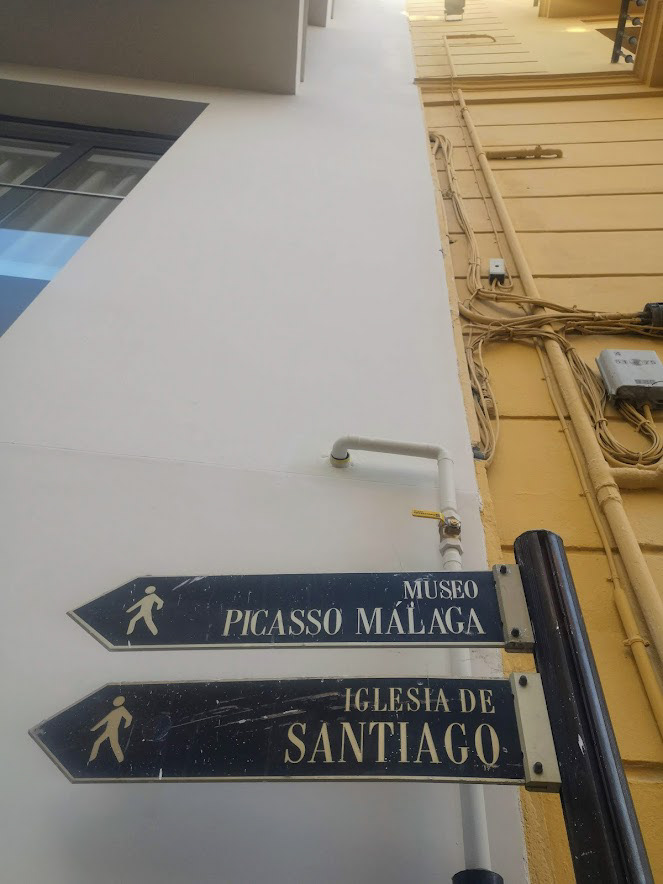 MUSEO
PICASSO MÁLAGA
IGLESIA DE
SANTIAGO